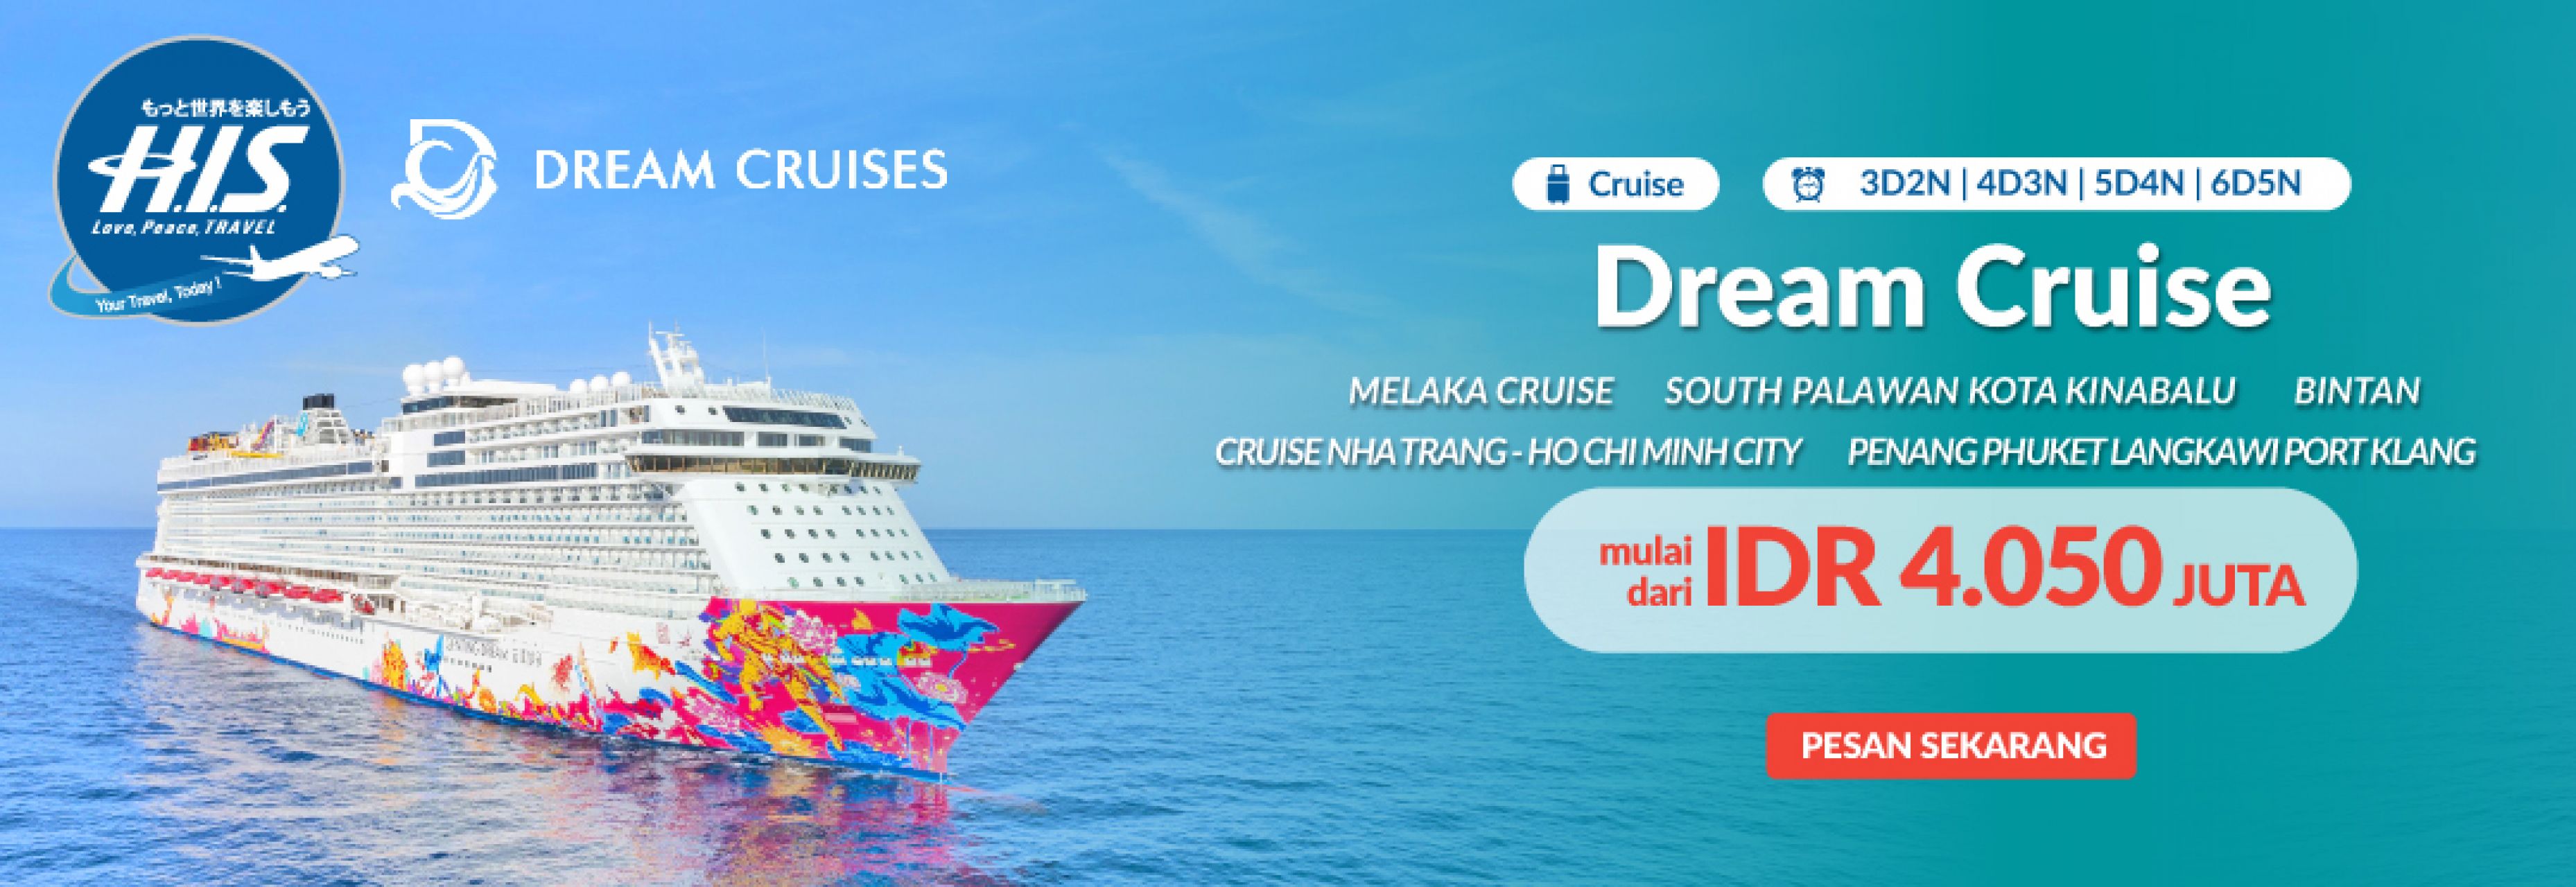 もっと世界を楽しもう
H.I.S.
Love, Peace, TRAVEL
Your Travel, Today !
DREAM CRUISES
Cruise
3D2N | 4D3N | 5D4N | 6D5N
Dream Cruise
MELAKA CRUISE SOUTH PALAWAN KOTA KINABALU BINTAN
CRUISE NHA TRANG - HO CHI MINH CITY PENANG PHUKET LANGKAWI PORT KLANG
mulai dari IDR 4.050 JUTA
PESAN SEKARANG